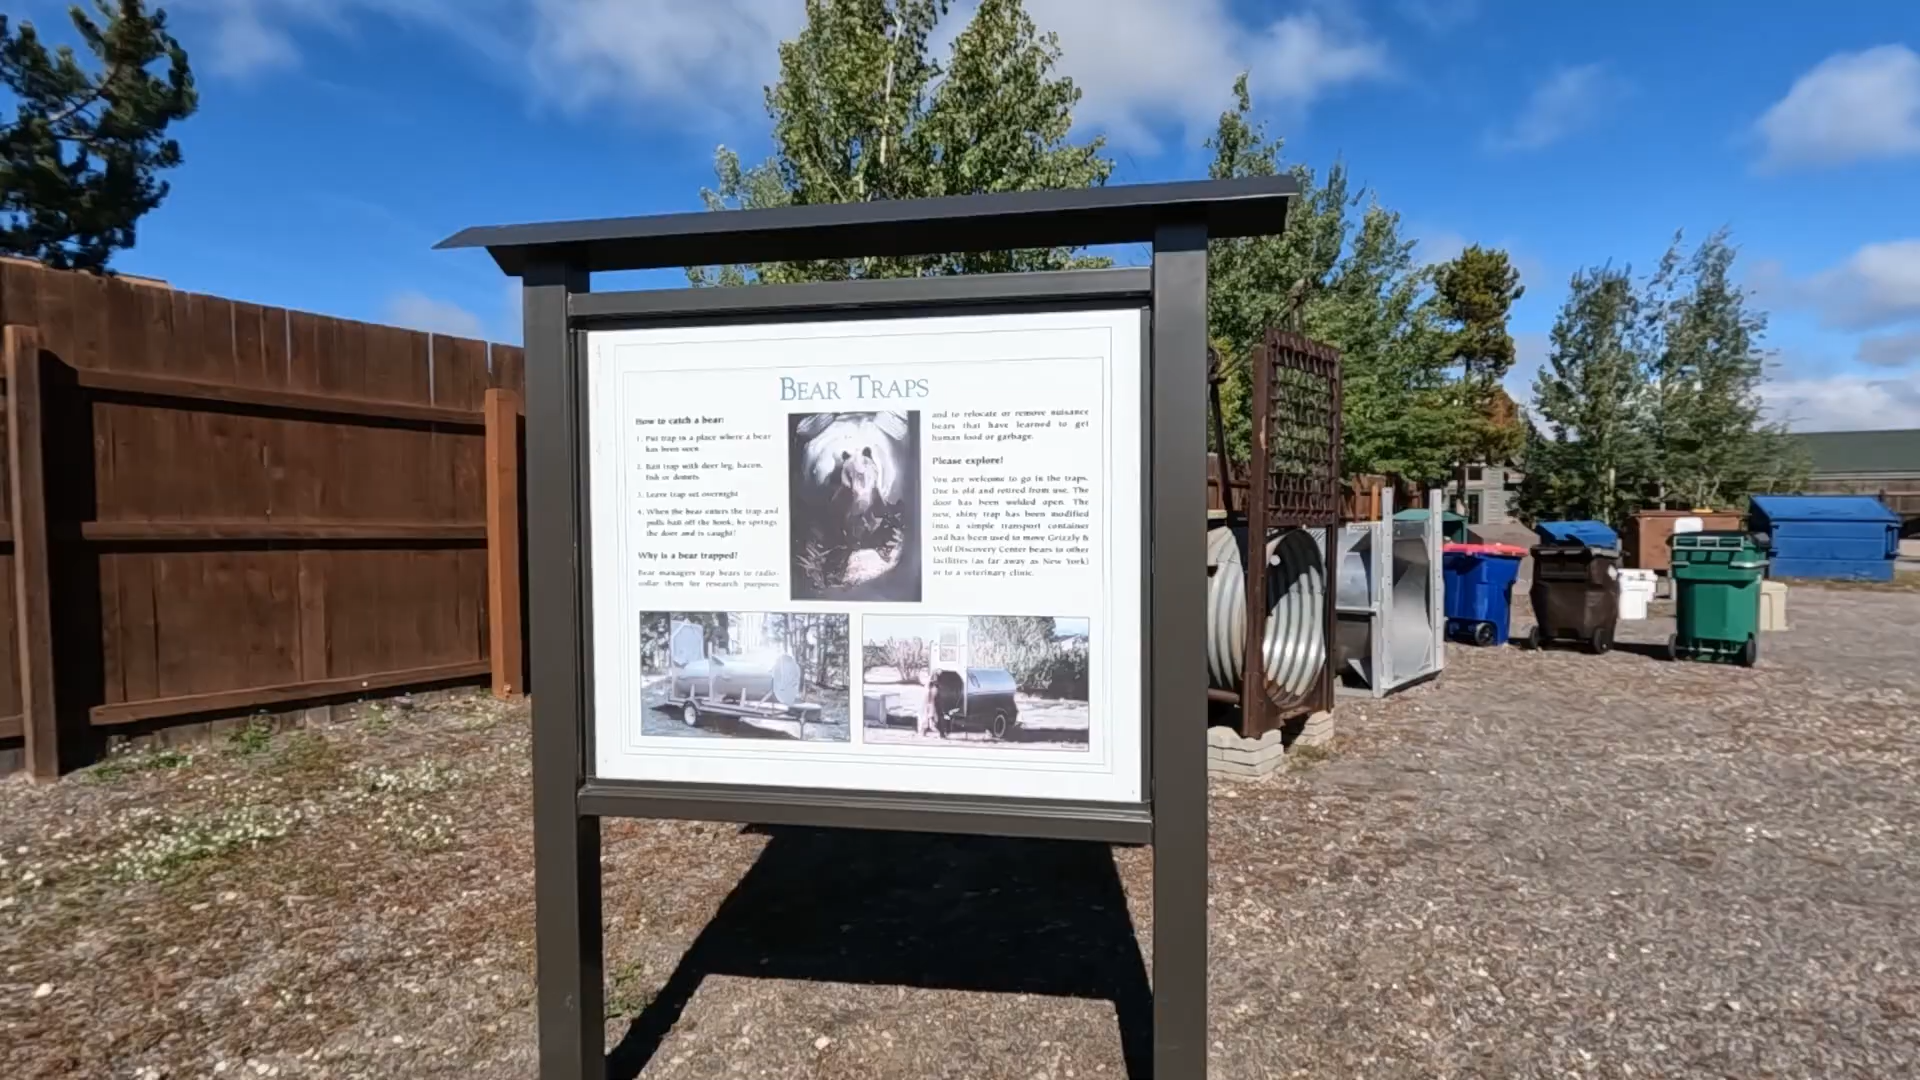 BEAR TRAPS
How to catch a bear:
1. Put trap in a place where a bear
has been seen
2. Bait trap with deer leg, bacon,
fish or donuts
3. Leave trap set overnight
4. When the bear enters the trap and
pulls bait off the hook, he springs
the door and is caught!
Why is a bear trapped?
Bear managers trap bears to radio-
collar them for research purposes
and to relocate or remove nuisance
bears that have learned to get
human food or garbage.
Please explore!
You are welcome to go in the traps.
One is old and retired from use. The
door has been welded open. The
new, shiny trap has been modified
into a simple transport container
and has been used to move Grizzly &
Wolf Discovery Center bears to other
facilities (as far away as New York)
or to a veterinary clinic.